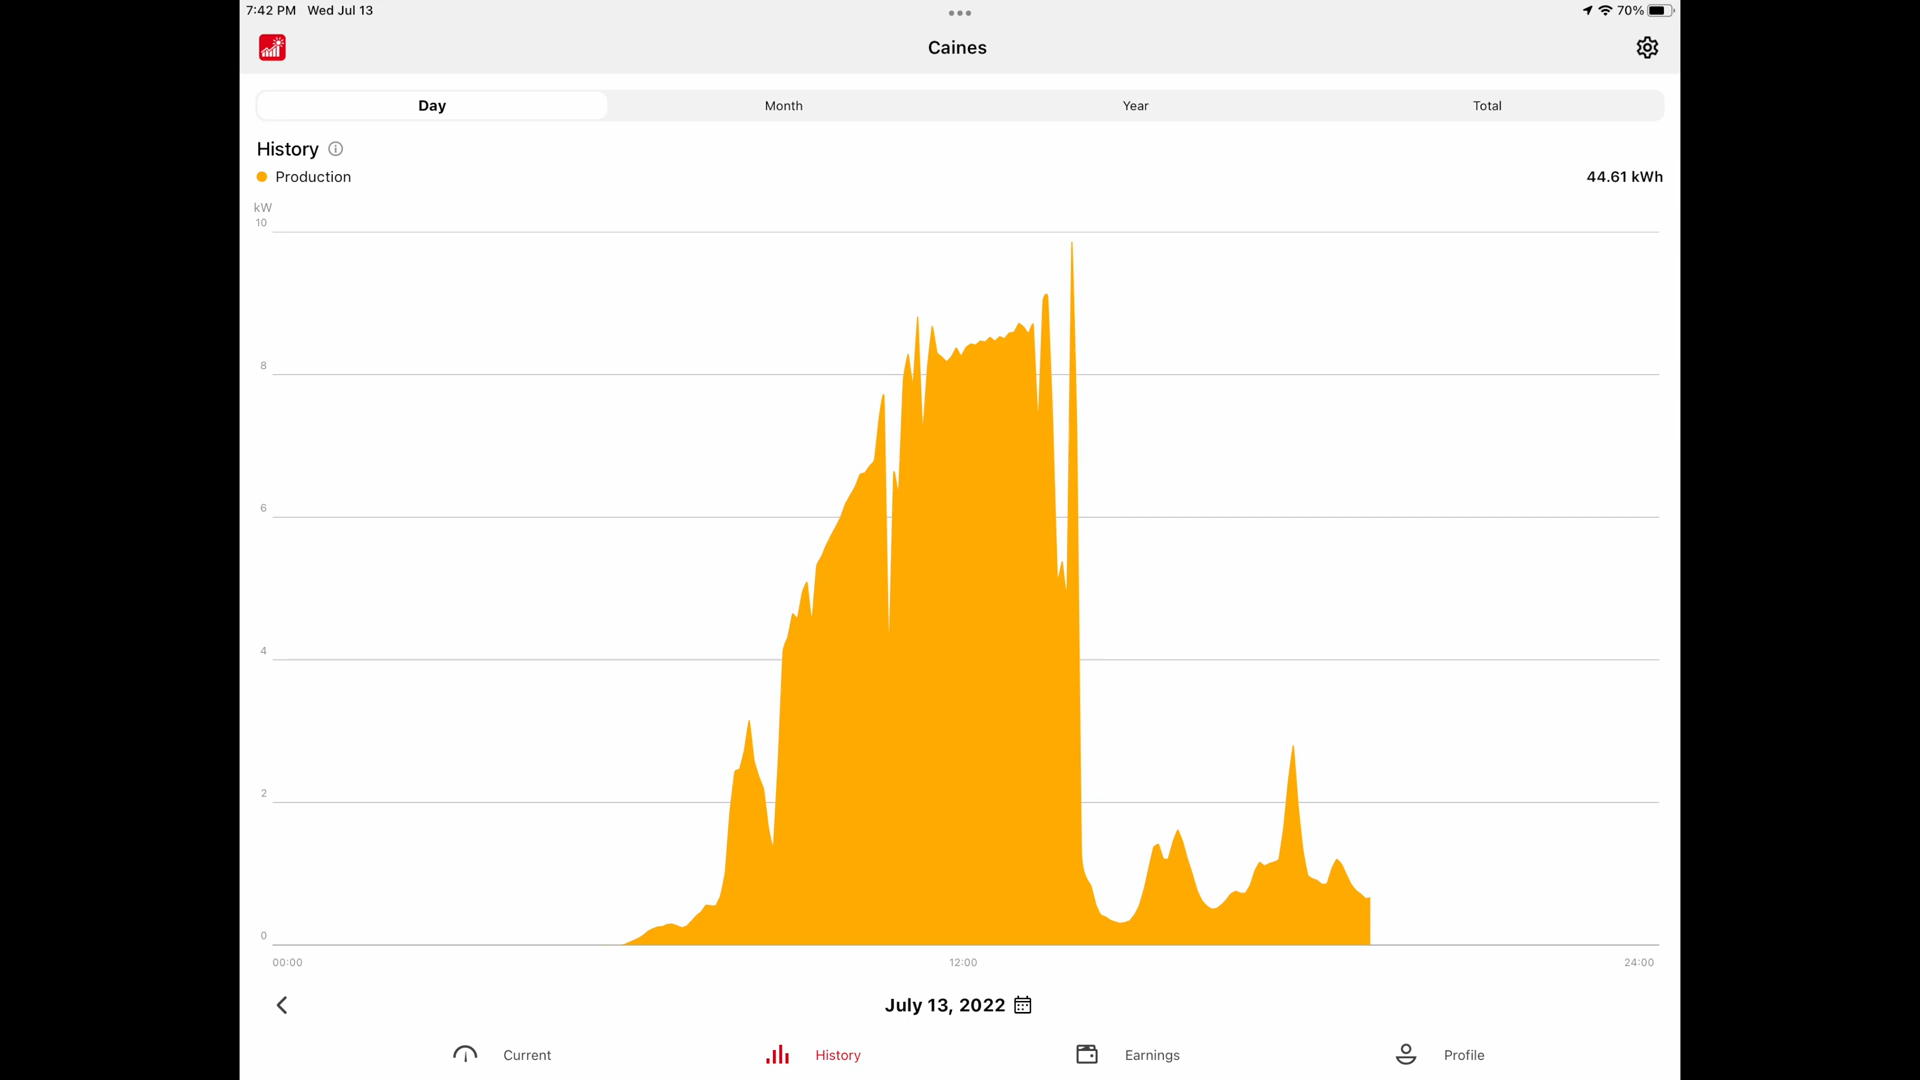 7:42 PM Wed Jul 13
70%
Caines
Day Month Year Total
History
Production 44.61 kWh
kW
10
8
6
4
2
0
00:00 12:00 24:00
July 13, 2022
Current History Earnings Profile